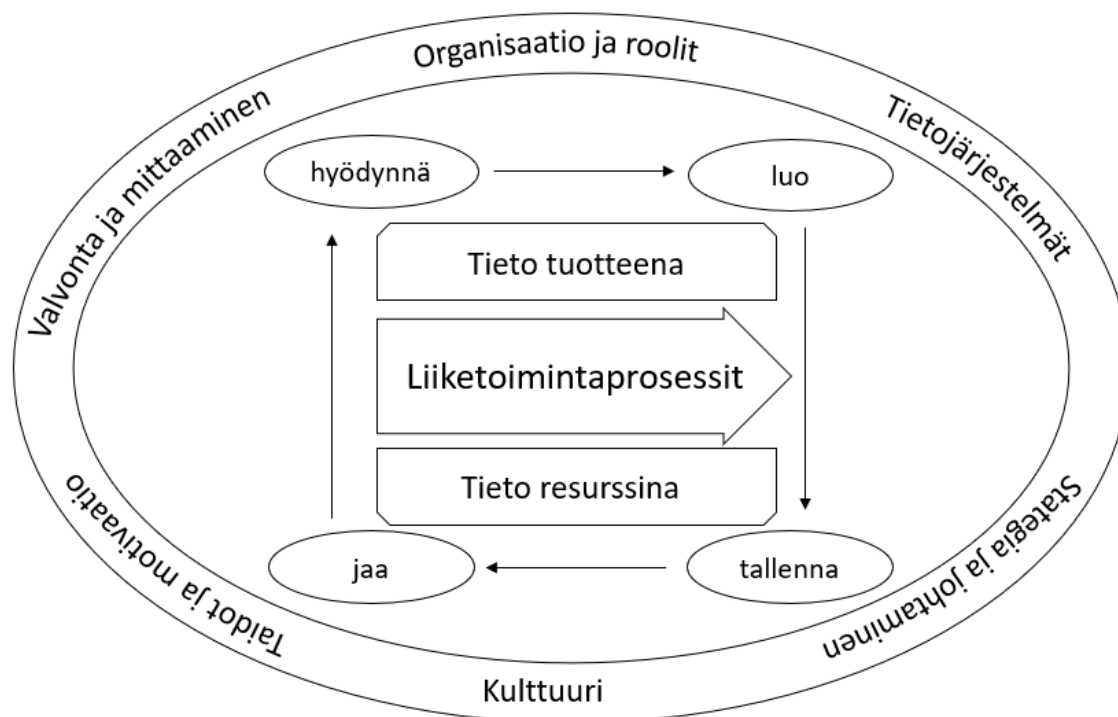 Organisaatio ja roolit
Tietojärjestelmät
Stategia ja johtaminen
Kulttuuri
Taidot ja motivaatio
Valvonta ja mittaaminen
hyödynnä
luo
Tieto tuotteena
Liiketoimintaprosessit
Tieto resurssina
jaa
tallenna